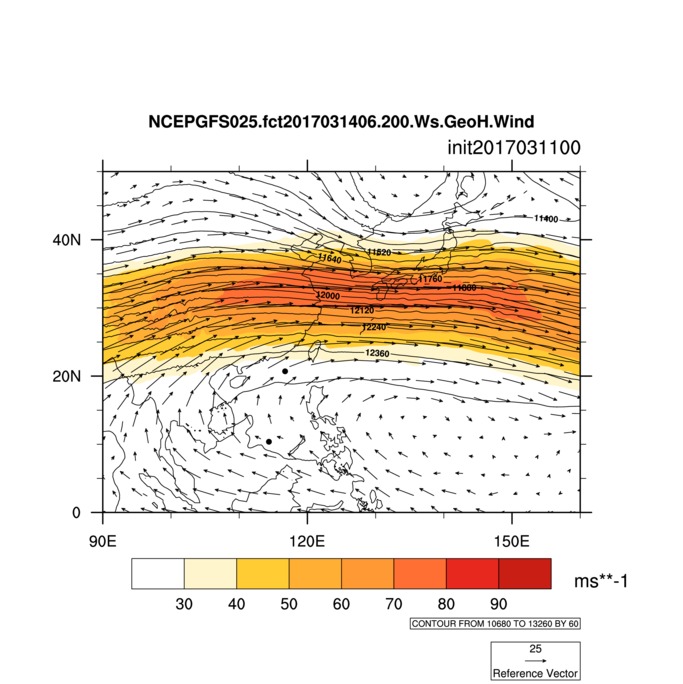 NCEPGFS025.fct2017031406.200.Ws.GeoH.Wind
init2017031100
11400
40N
11520
11640
11760
11880
12000
12120
12240
12360
20N
0
90E 120E 150E
ms**-1
30 40 50 60 70 80 90
CONTOUR FROM 10680 TO 13260 BY 60
25
Reference Vector